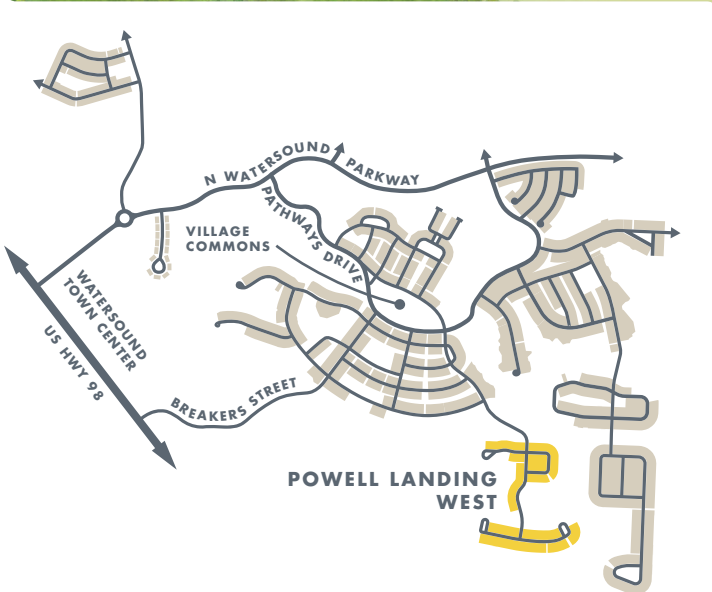 N WATERSOUND PARKWAY
PATHWAYS DRIVE
VILLAGE
COMMONS
WATERSOUND
TOWN CENTER
US HWY 98
BREAKERS STREET
POWELL LANDING
WEST